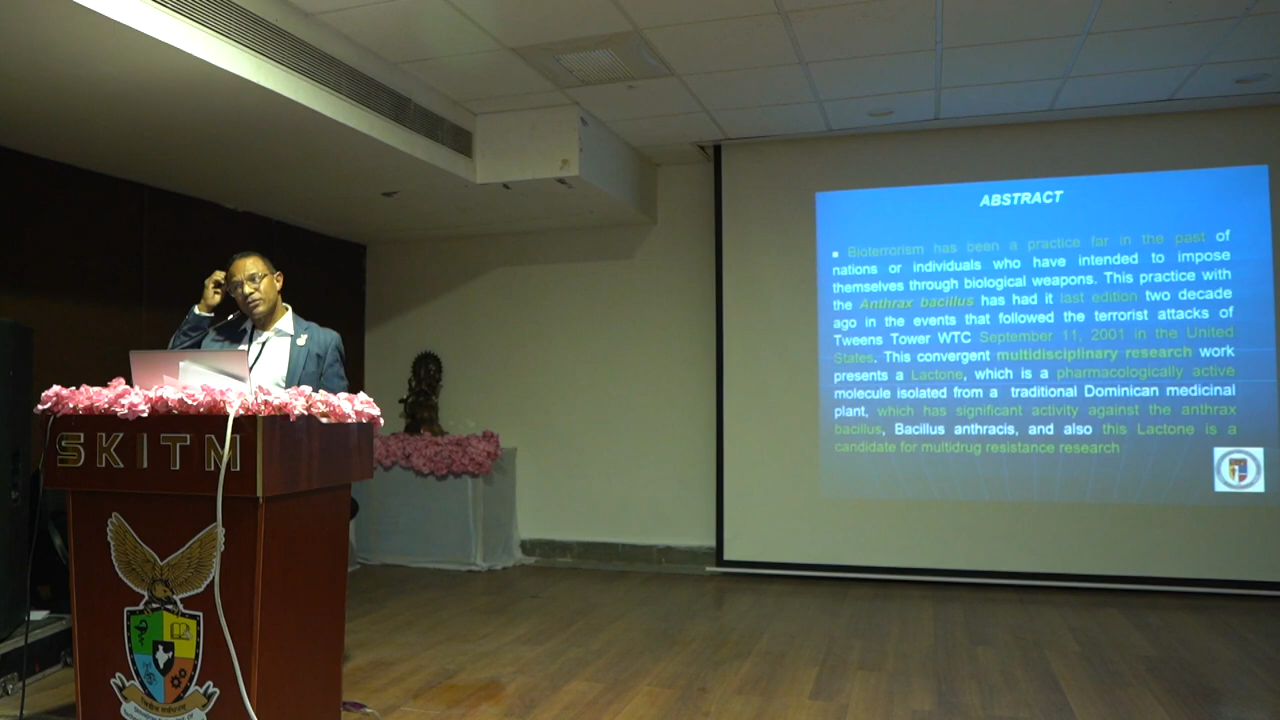 ABSTRACT
Bioterrorism has been a practice far in the past of
nations or individuals who have intended to impose
themselves through biological weapons. This practice with
the Anthrax bacillus has had it last edition two decade
ago in the events that followed the terrorist attacks of
Tweens Tower WTC September 11, 2001 in the United
States. This convergent multidisciplinary research work
presents a Lactone, which is a pharmacologically active
molecule isolated from a traditional Dominican medicinal
plant, which has significant activity against the anthrax
bacillus, Bacillus anthracis, and also this Lactone is a
candidate for multidrug resistance research
SKITM